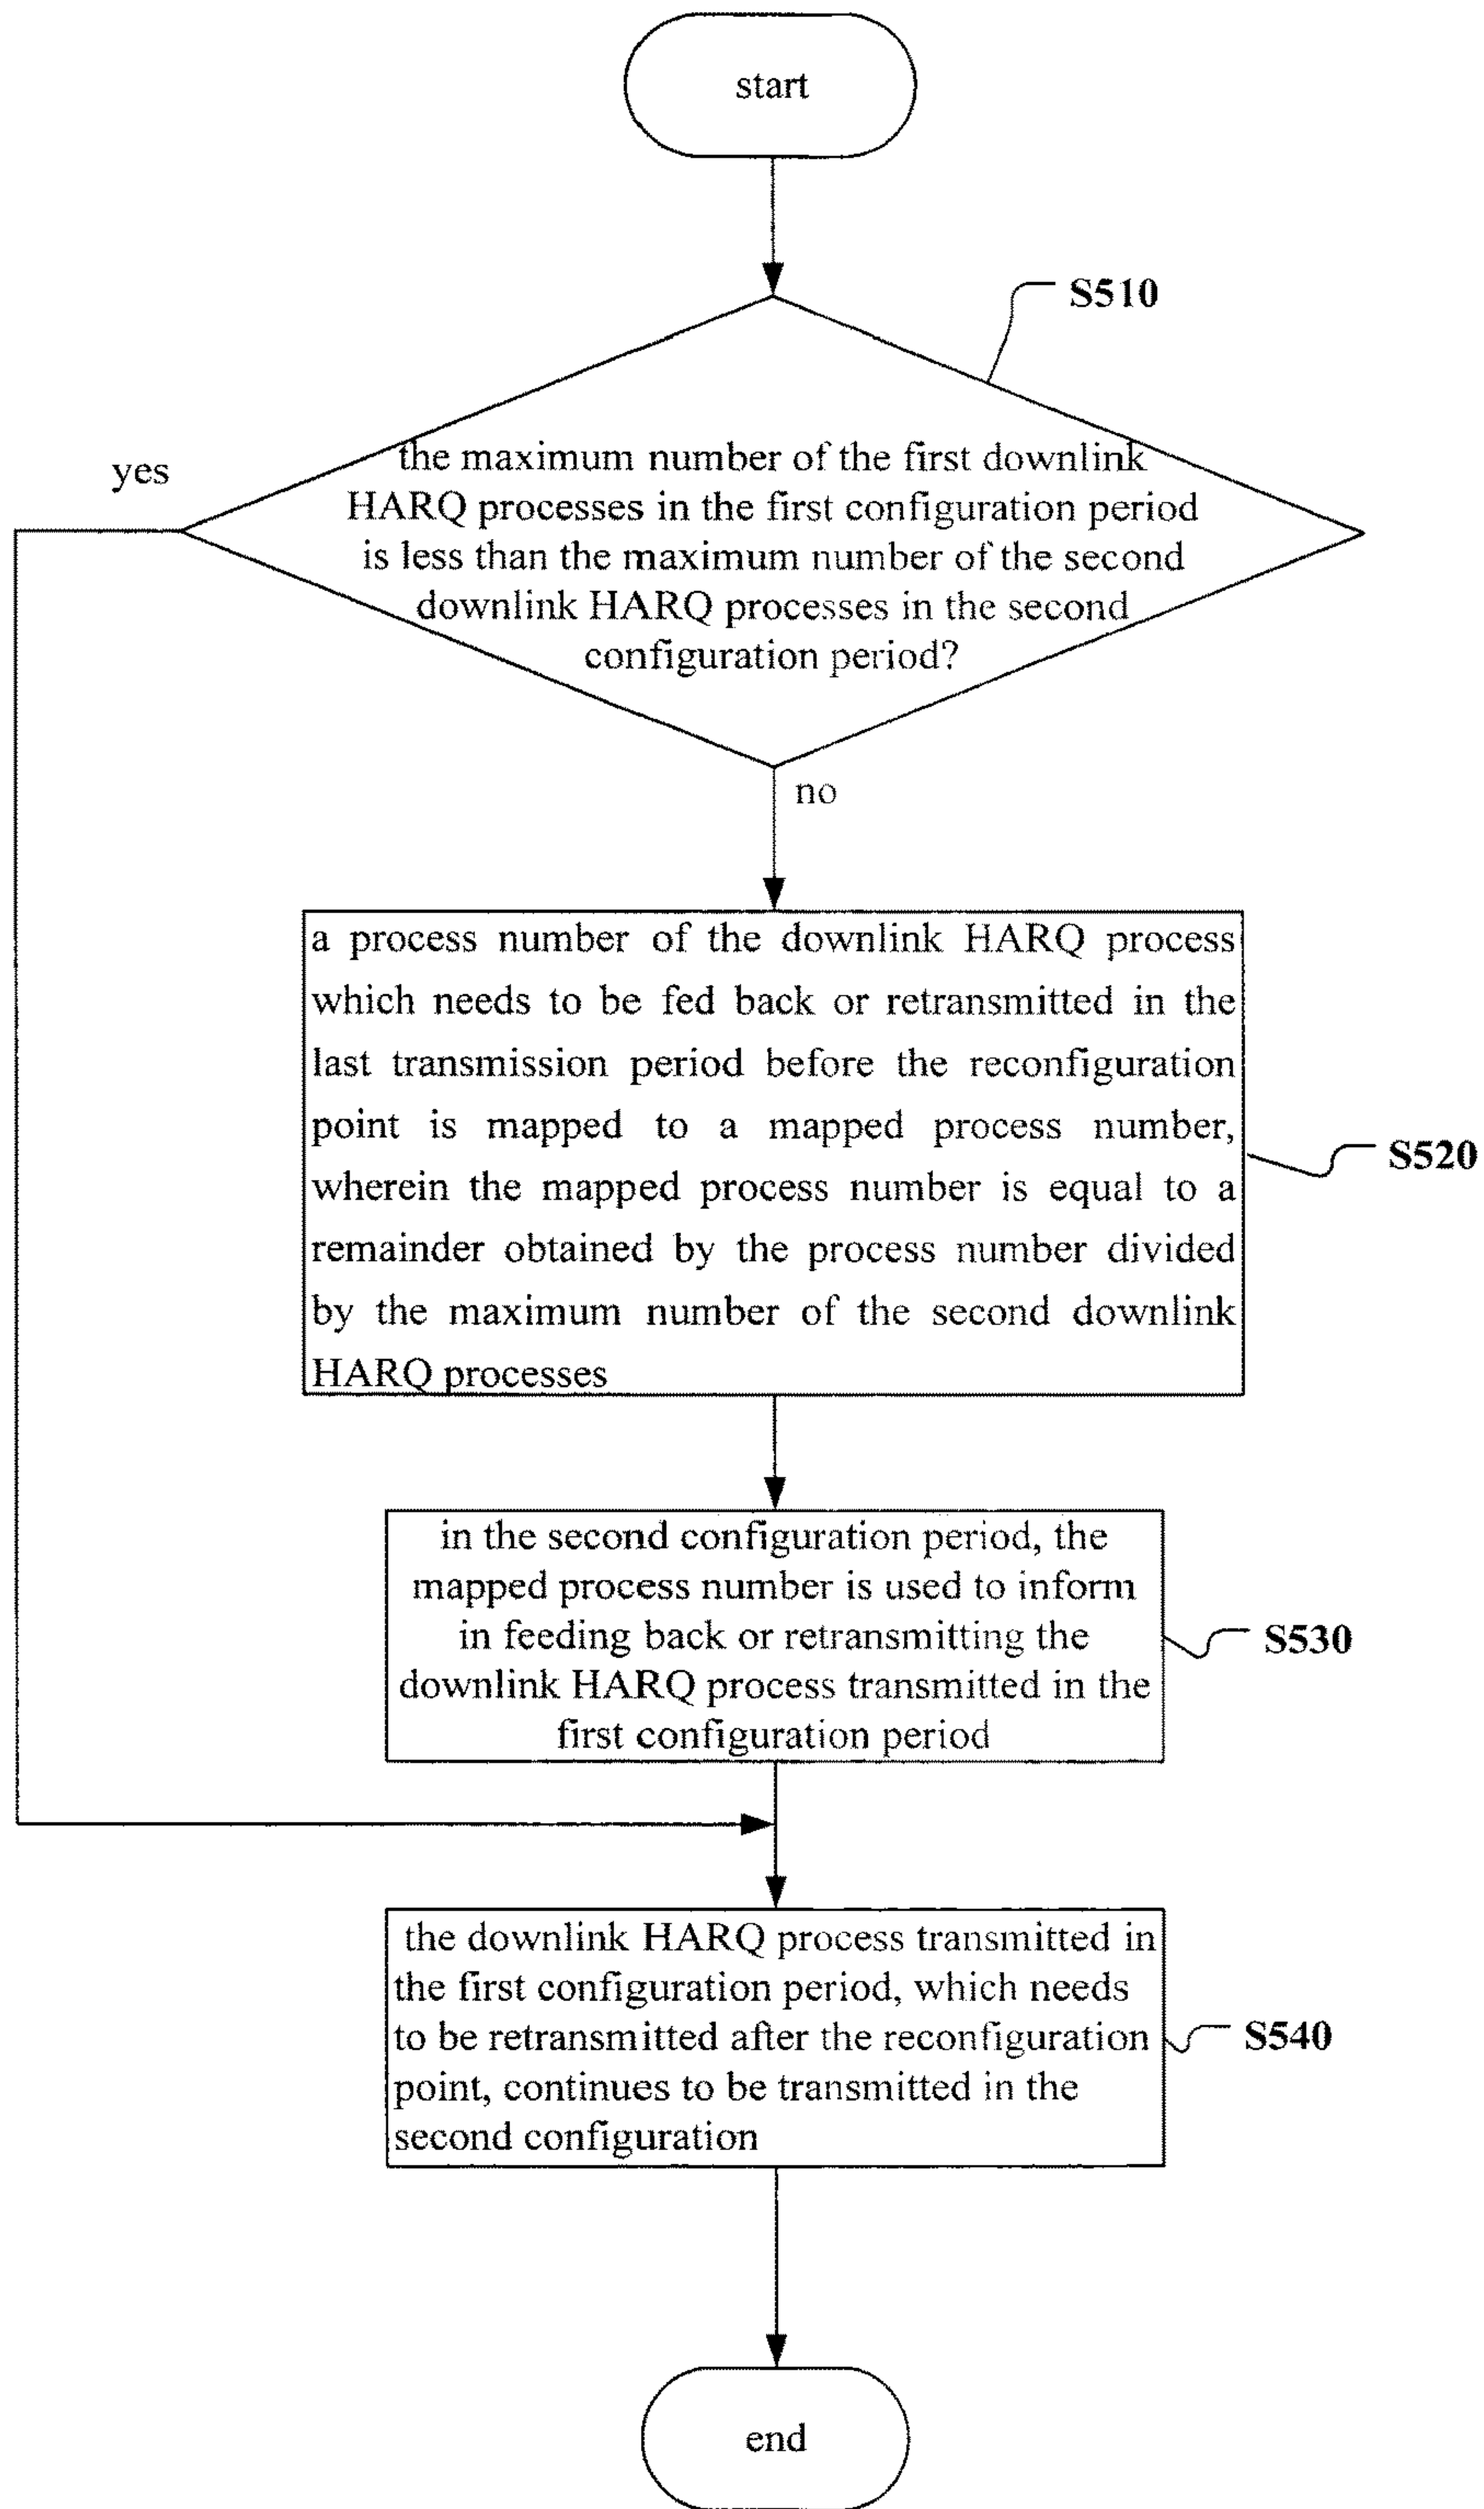 start
S510
yes
the maximum number of the first downlink
HARQ processes in the first configuration period
is less than the maximum number of the second
downlink HARQ processes in the second
configuration period?
no
a process number of the downlink HARQ process
which needs to be fed back or retransmitted in the
last transmission period before the reconfiguration
point is mapped to a mapped process number,
wherein the mapped process number is equal to a
remainder obtained by the process number divided
by the maximum number of the second downlink
HARQ processes
S520
in the second configuration period, the
mapped process number is used to inform
in feeding back or retransmitting the
downlink HARQ process transmitted in the
first configuration period
S530
the downlink HARQ process transmitted in
the first configuration period, which needs
to be retransmitted after the reconfiguration
point, continues to be transmitted in the
second configuration
S540
end